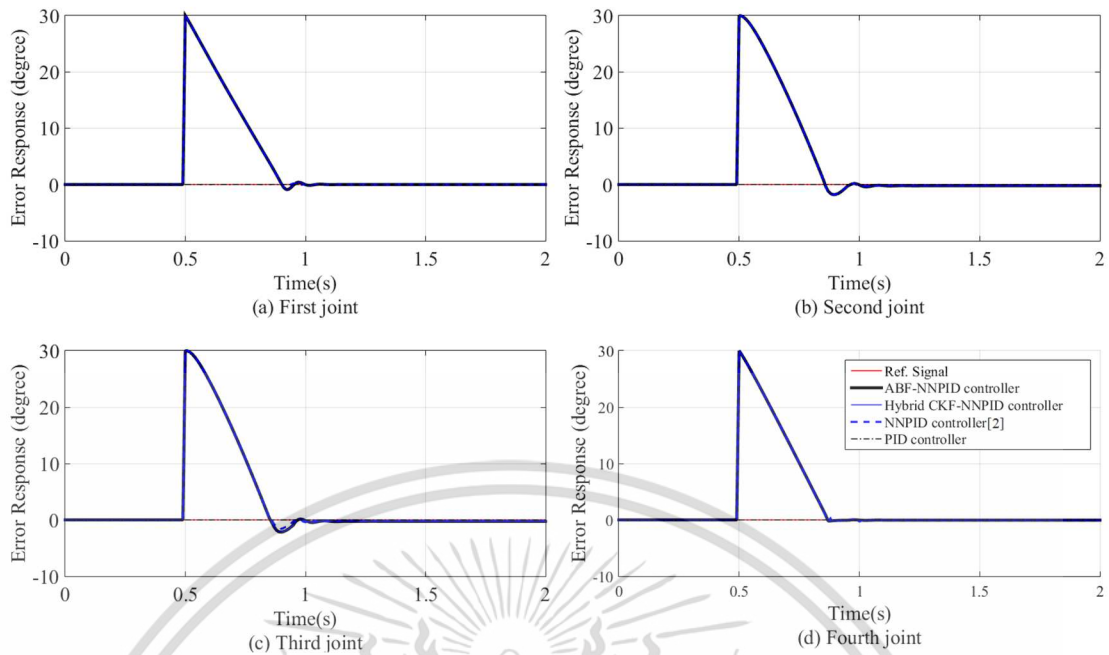 30
20
10
0
-10
Error Response (degree)
0 0.5 1 1.5 2
Time(s)
(a) First joint
30
20
10
0
-10
Error Response (degree)
0 0.5 1 1.5 2
Time(s)
(b) Second joint
30
20
10
0
-10
Error Response (degree)
0 0.5 1 1.5 2
Time(s)
(c) Third joint
30
20
10
0
-10
Error Response (degree)
Ref. Signal
ABF-NNPID controller
Hybrid CKF-NNPID controller
NNPID controller[2]
PID controller
0 0.5 1 1.5 2
Time(s)
(d) Fourth joint